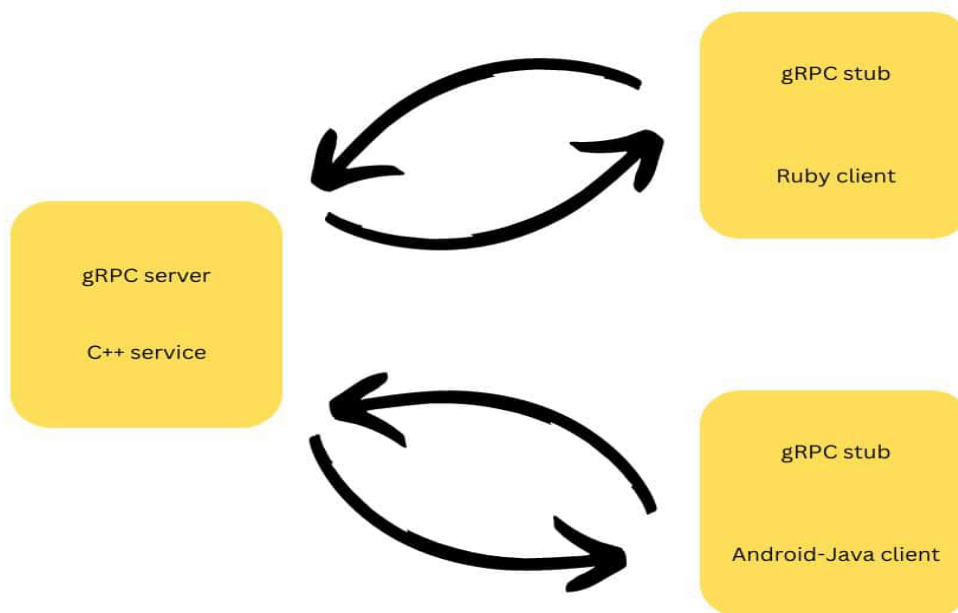 gRPC server
C++ service
gRPC stub
Ruby client
gRPC stub
Android-Java client